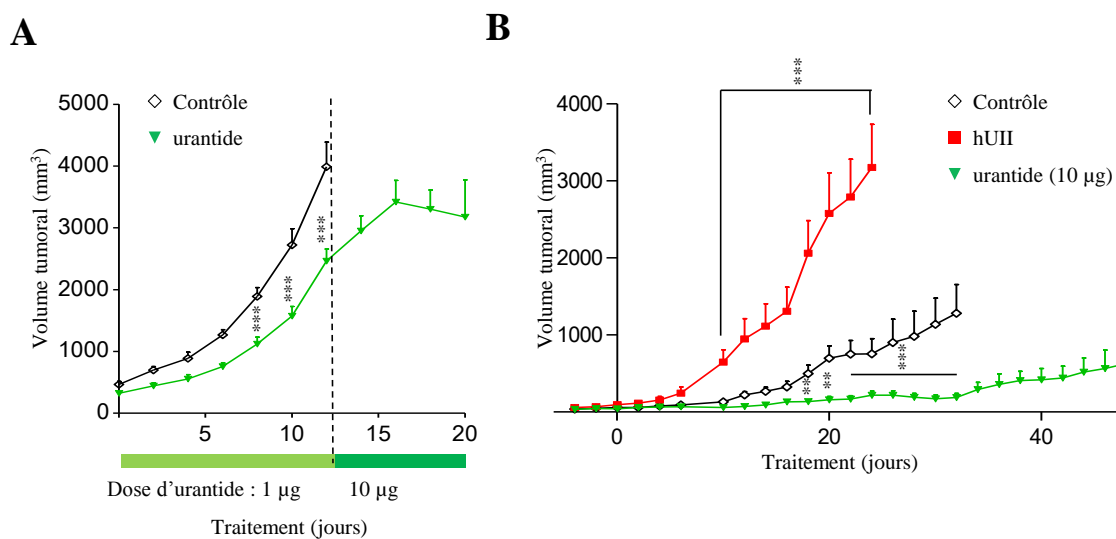 A
Contrôle
urantide
Volume tumoral (mm³)
5000
4000
3000
2000
1000
0
5
10
15
20
***
***
***
Dose d'urantide : 1 µg
10 µg
Traitement (jours)
B
Contrôle
hUII
urantide (10 µg)
Volume tumoral (mm³)
4000
3000
2000
1000
0
20
40
***
***
**
***
Traitement (jours)